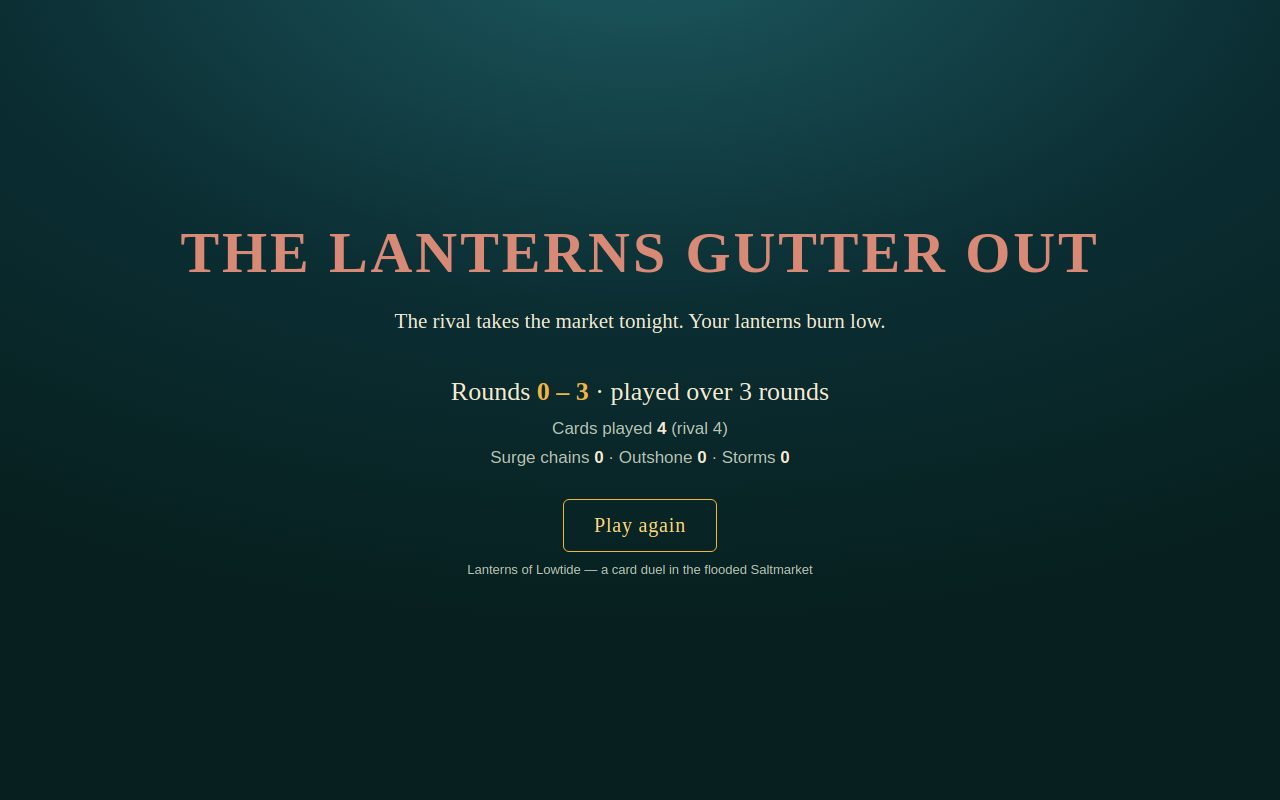 THE LANTERNS GUTTER OUT
The rival takes the market tonight. Your lanterns burn low.
Rounds 0 – 3 · played over 3 rounds
Cards played 4 (rival 4)
Surge chains 0 · Outshone 0 · Storms 0
Play again
Lanterns of Lowtide — a card duel in the flooded Saltmarket